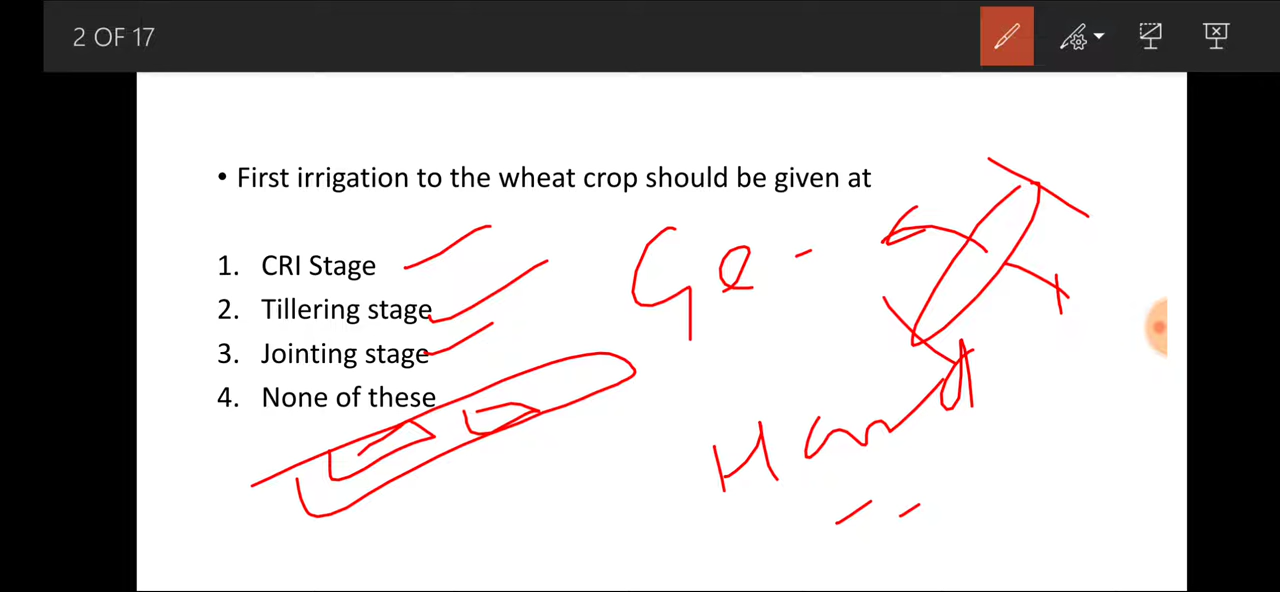 2 OF 17
• First irrigation to the wheat crop should be given at
1. CRI Stage
2. Tillering stage
3. Jointing stage
4. None of these